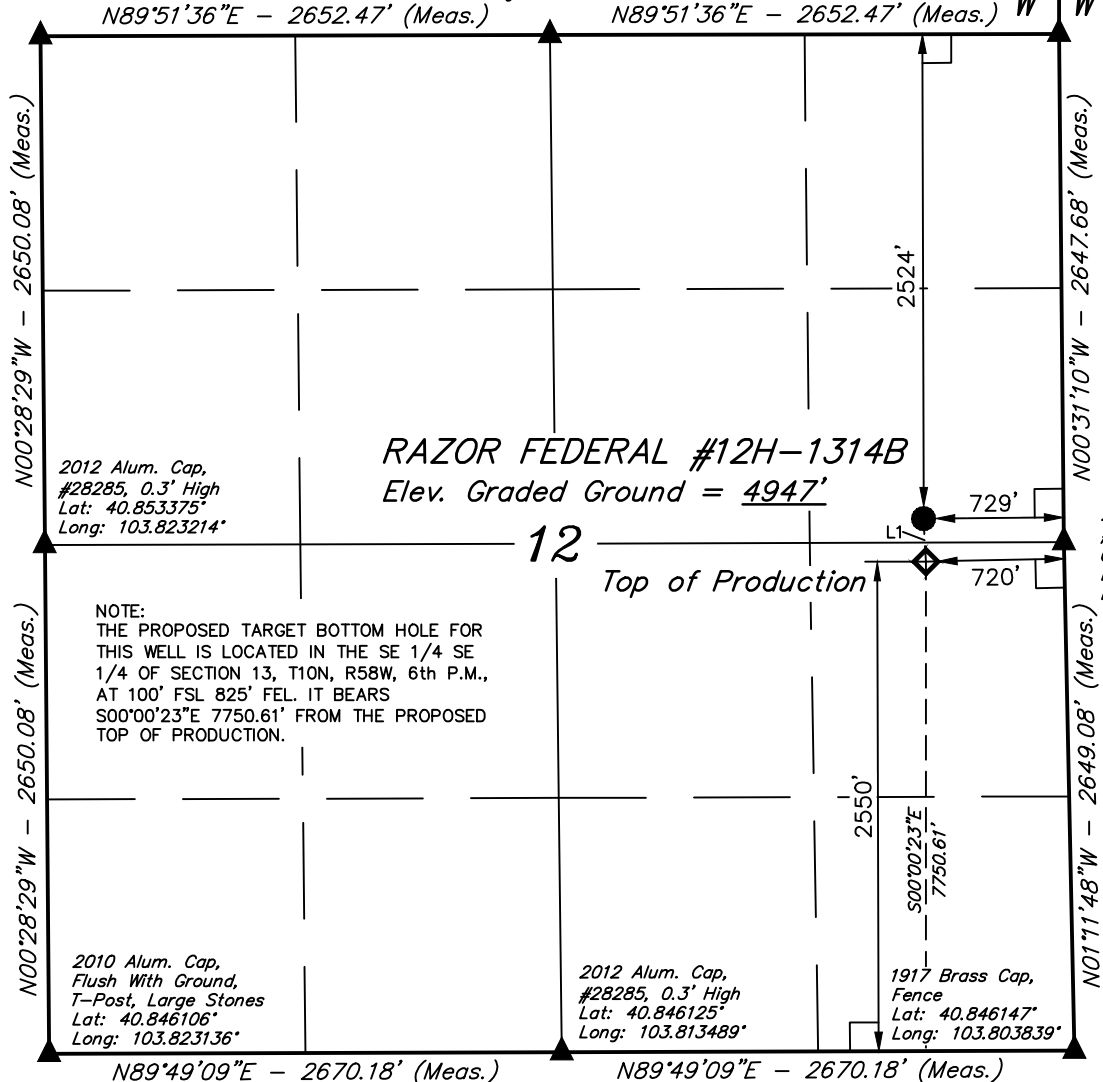 N89°51'36"E - 2652.47' (Meas.)
N89°51'36"E - 2652.47' (Meas.)
W
W
N00°28'29"W - 2650.08' (Meas.)
N00°31'10"W - 2647.68' (Meas.)
2524'
RAZOR FEDERAL #12H-1314B
Elev. Graded Ground = 4947'
2012 Alum. Cap,
#28285, 0.3' High
Lat: 40.853375°
Long: 103.823214°
729'
L1
12
Top of Production
720'
NOTE:
THE PROPOSED TARGET BOTTOM HOLE FOR
THIS WELL IS LOCATED IN THE SE 1/4 SE
1/4 OF SECTION 13, T10N, R58W, 6th P.M.,
AT 100' FSL 825' FEL. IT BEARS
S00°00'23"E 7750.61' FROM THE PROPOSED
TOP OF PRODUCTION.
N00°28'29"W - 2650.08' (Meas.)
2550'
S00°00'23"E
7750.61'
N01°11'48"W - 2649.08' (Meas.)
2010 Alum. Cap,
Flush With Ground,
T-Post, Large Stones
Lat: 40.846106°
Long: 103.823136°
2012 Alum. Cap,
#28285, 0.3' High
Lat: 40.846125°
Long: 103.813489°
1917 Brass Cap,
Fence
Lat: 40.846147°
Long: 103.803839°
N89°49'09"E - 2670.18' (Meas.)
N89°49'09"E - 2670.18' (Meas.)